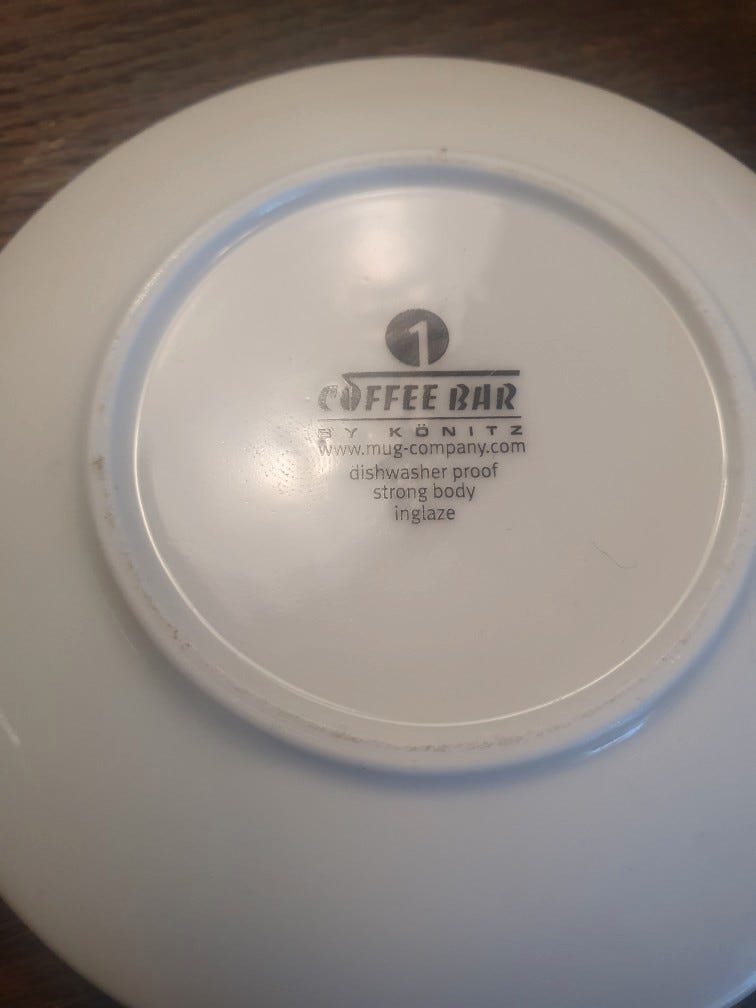 1
COFFEE BAR
BY KÖNITZ
www.mug-company.com
dishwasher proof
strong body
inglaze